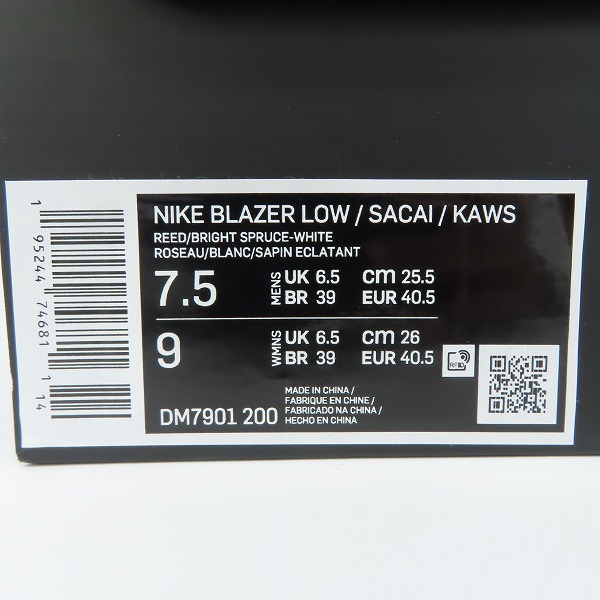 NIKE BLAZER LOW / SACAI / KAWS
REED/BRIGHT SPRUCE-WHITE
ROSEAU/BLANC/SAPIN ECLATANT
7.5 MENS UK 6.5 CM 25.5
BR 39 EUR 40.5
9 WMNS UK 6.5 CM 26
BR 39 EUR 40.5
RFID
DM7901 200
MADE IN CHINA /
FABRIQUE EN CHINE /
FABRICADO NA CHINA /
HECHO EN CHINA
1 95244 74681 14